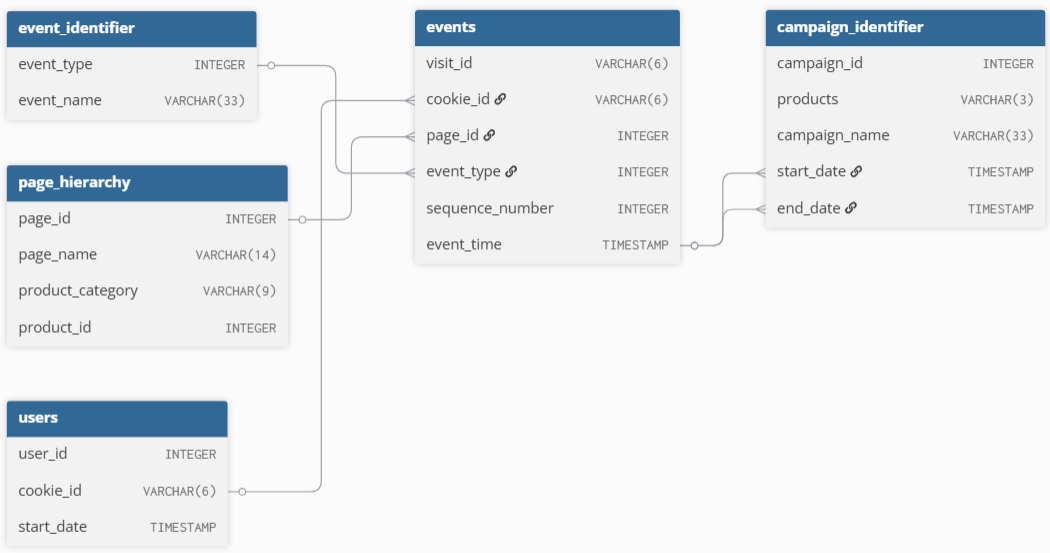 event_identifier
event_type INTEGER
event_name VARCHAR(33)
page_hierarchy
page_id INTEGER
page_name VARCHAR(14)
product_category VARCHAR(9)
product_id INTEGER
users
user_id INTEGER
cookie_id VARCHAR(6)
start_date TIMESTAMP
events
visit_id VARCHAR(6)
cookie_id VARCHAR(6)
page_id INTEGER
event_type INTEGER
sequence_number INTEGER
event_time TIMESTAMP
campaign_identifier
campaign_id INTEGER
products VARCHAR(3)
campaign_name VARCHAR(33)
start_date TIMESTAMP
end_date TIMESTAMP